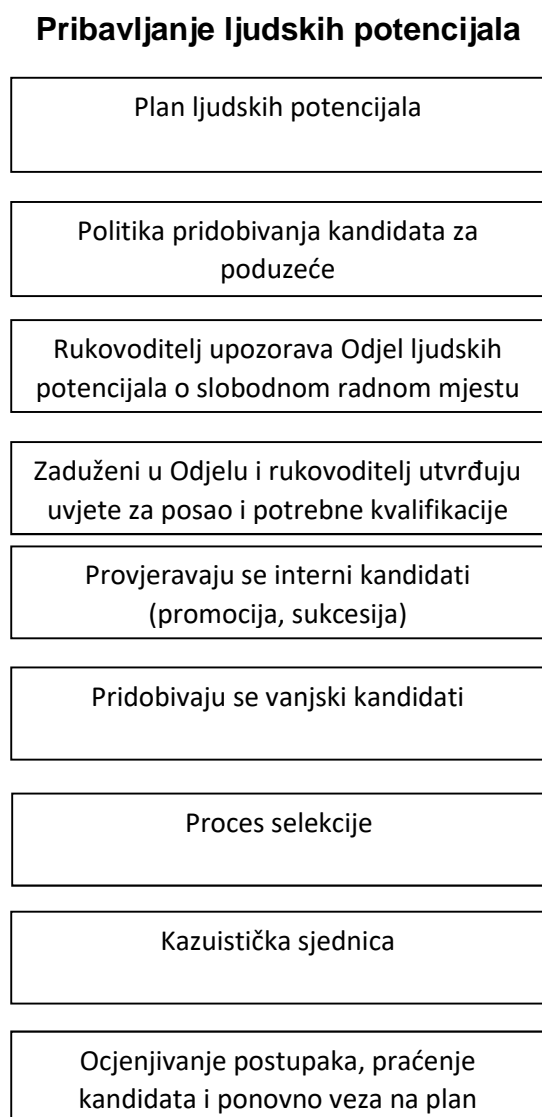 Pribavljanje ljudskih potencijala
Plan ljudskih potencijala
Politika pridobivanja kandidata za
poduzeće
Rukovoditelj upozorava Odjel ljudskih
potencijala o slobodnom radnom mjestu
Zaduženi u Odjelu i rukovoditelj utvrđuju
uvjete za posao i potrebne kvalifikacije
Provjeravaju se interni kandidati
(promocija, sukcesija)
Pridobivaju se vanjski kandidati
Proces selekcije
Kazuistička sjednica
Ocjenjivanje postupaka, praćenje
kandidata i ponovno veza na plan